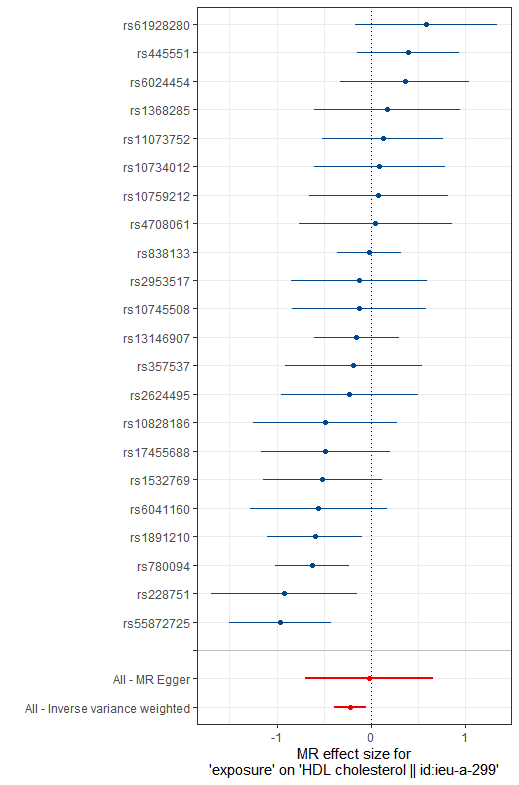 rs61928280
rs445551
rs6024454
rs1368285
rs11073752
rs10734012
rs10759212
rs4708061
rs838133
rs2953517
rs10745508
rs13146907
rs357537
rs2624495
rs10828186
rs17455688
rs1532769
rs6041160
rs1891210
rs780094
rs228751
rs55872725
All - MR Egger
All - Inverse variance weighted
-1 0 1
MR effect size for
'exposure' on 'HDL cholesterol || id:ieu-a-299'